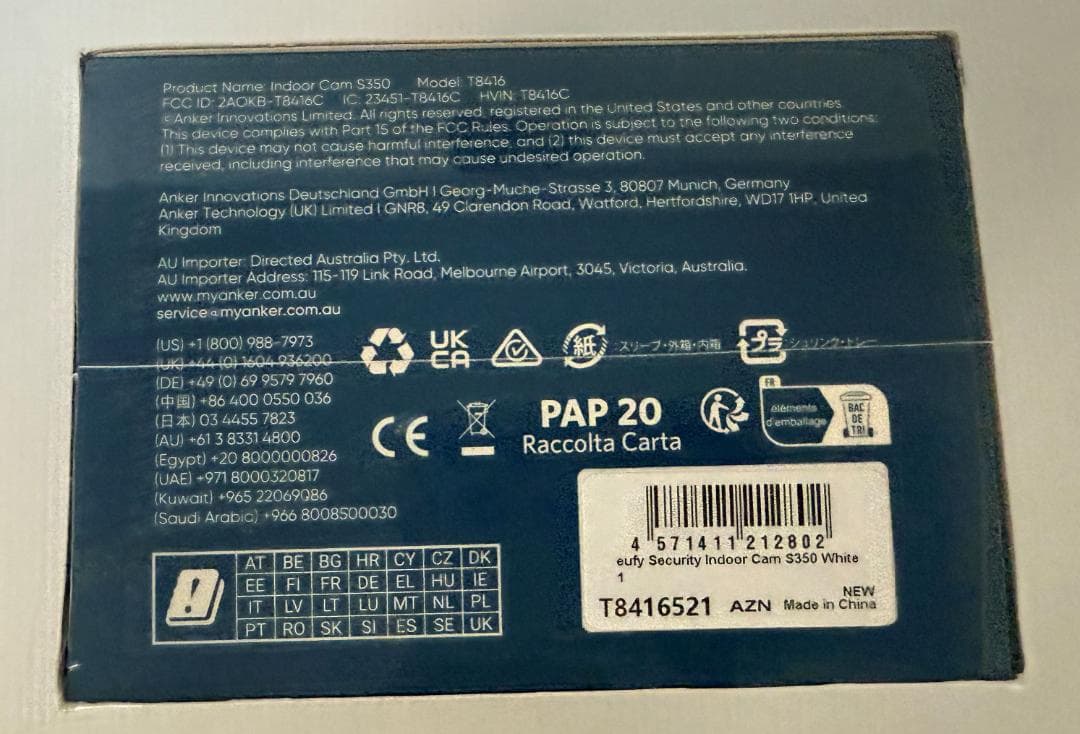 Product Name: Indoor Cam S350 Model: T8416
FCC ID: 2AOKB-T8416C IC: 23451-T8416C HVIN: T8416C
© Anker Innovations Limited. All rights reserved, registered in the United States and other countries.
This device complies with Part 15 of the FCC Rules. Operation is subject to the following two conditions:
(1) This device may not cause harmful interference, and (2) this device must accept any interference
received, including interference that may cause undesired operation.
Anker Innovations Deutschland GmbH I Georg-Muche-Strasse 3, 80807 Munich, Germany
Anker Technology (UK) Limited I GNR8, 49 Clarendon Road, Watford, Hertfordshire, WD17 1HP, United
Kingdom
AU Importer: Directed Australia Pty. Ltd.
AU Importer Address: 115-119 Link Road, Melbourne Airport, 3045, Victoria, Australia.
www.myanker.com.au
service@myanker.com.au
(US) +1 (800) 988-7973
(UK) +44 (0) 1604 936200
(DE) +49 (0) 69 9579 7960
(中国) +86 400 0550 036
(日本) 03 4455 7823
(AU) +61 3 8331 4800
(Egypt) +20 8000000826
(UAE) +971 8000320817
(Kuwait) +965 22069086
(Saudi Arabic) +966 8008500030
UK
CA
紙 スリーブ・外箱・内箱
プラ シュリンク・トレー
CE
PAP 20
Raccolta Carta
FR
éléments
d'emballage
BAC
DE
TRI
AT BE BG HR CY CZ DK
EE FI FR DE EL HU IE
IT LV LT LU MT NL PL
PT RO SK SI ES SE UK
4 571411 212802
eufy Security Indoor Cam S350 White
1
NEW
T8416521 AZN Made in China